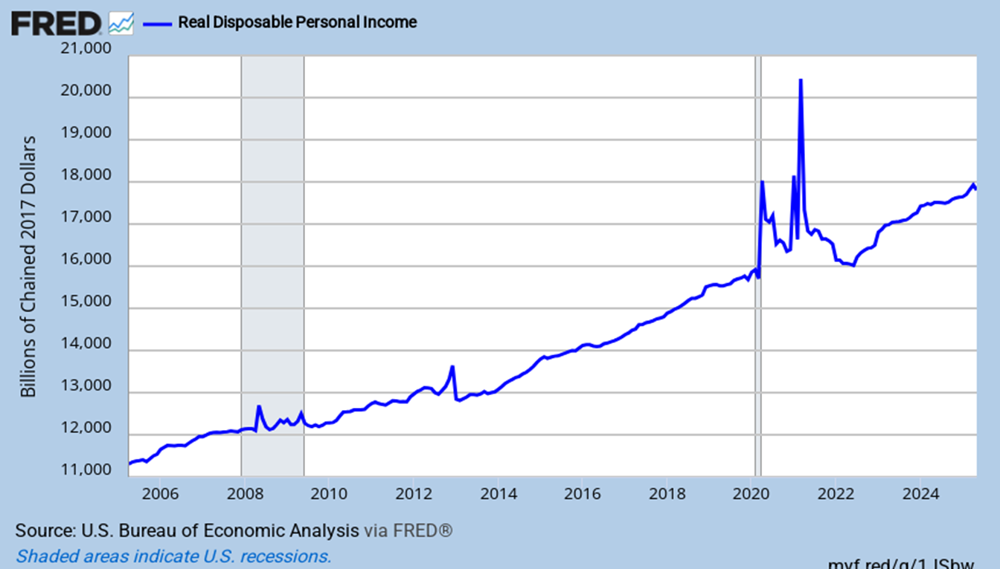 FRED Real Disposable Personal Income
21,000
20,000
19,000
18,000
17,000
16,000
15,000
14,000
13,000
12,000
11,000
Billions of Chained 2017 Dollars
2006 2008 2010 2012 2014 2016 2018 2020 2022 2024
Source: U.S. Bureau of Economic Analysis via FRED®
Shaded areas indicate U.S. recessions.